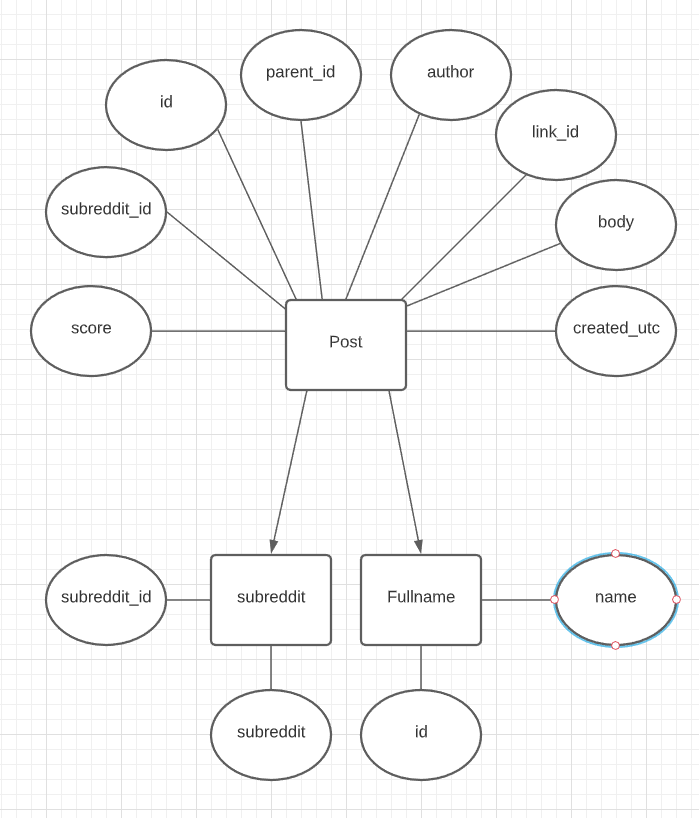 parent_id
author
id
link_id
subreddit_id
body
score
Post
created_utc
subreddit_id
subreddit
Fullname
name
subreddit
id